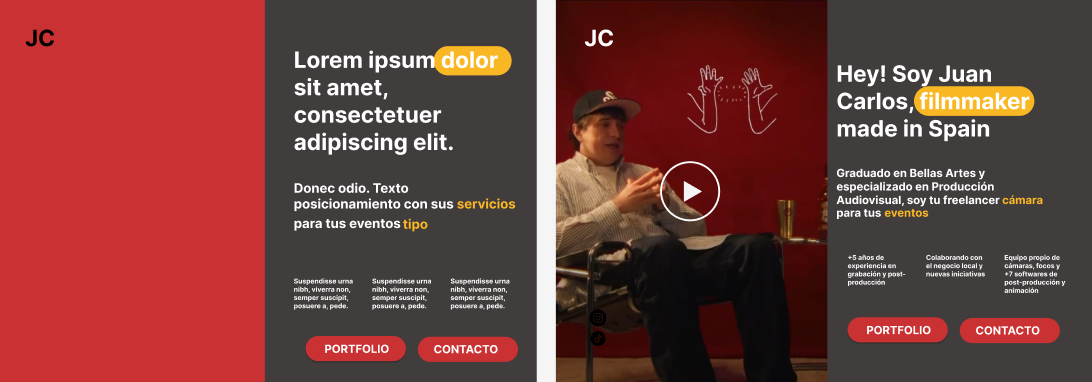 JC
Lorem ipsum dolor
sit amet,
consectetuer
adipiscing elit.
Donec odio. Texto
posicionamiento con sus servicios
para tus eventos tipo
Suspendisse urna
nibh, viverra non,
semper suscipit,
posuere a, pede.
Suspendisse urna
nibh, viverra non,
semper suscipit,
posuere a, pede.
Suspendisse urna
nibh, viverra non,
semper suscipit,
posuere a, pede.
PORTFOLIO
CONTACTO
JC
Hey! Soy Juan
Carlos, filmmaker
made in Spain
Graduado en Bellas Artes y
especializado en Producción
Audiovisual, soy tu freelancer cámara
para tus eventos
+5 años de
experiencia en
grabación y post-
producción
Colaborando con
el negocio local y
nuevas iniciativas
Equipo propio de
cámaras, focos y
+7 softwares de
post-producción y
animación
PORTFOLIO
CONTACTO